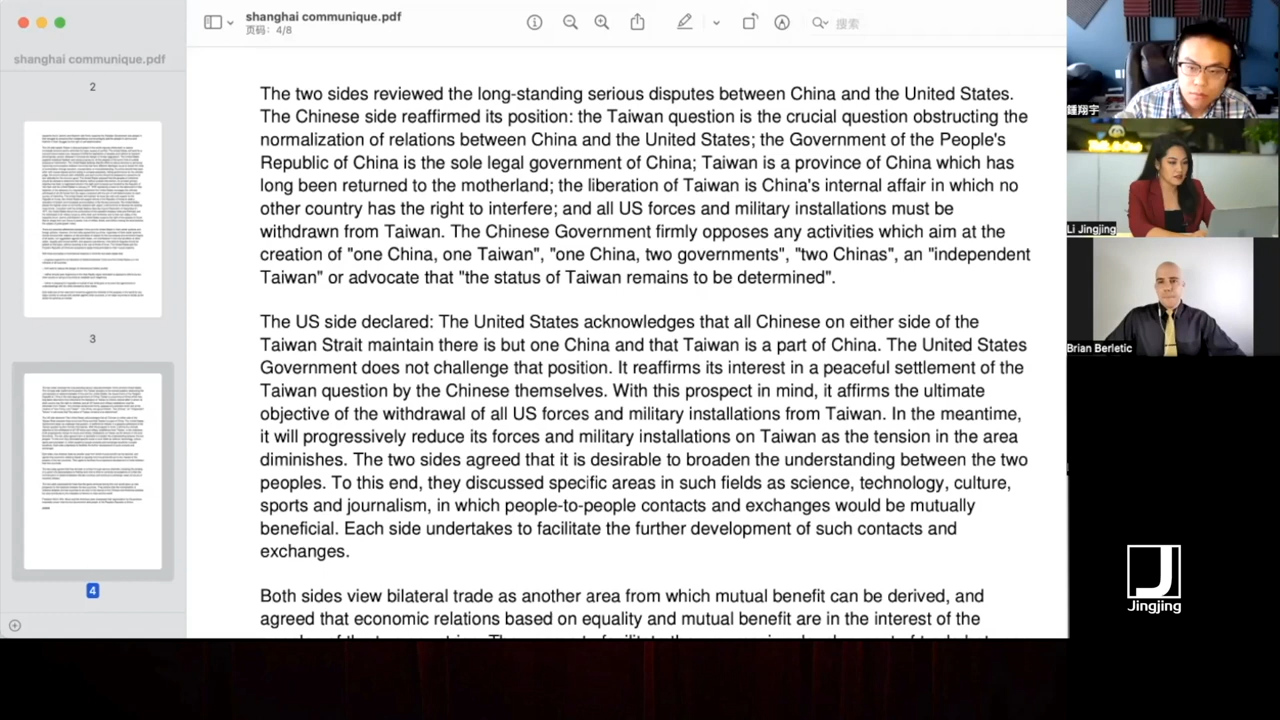 shanghai communique.pdf
页码: 4/8
搜索
shanghai communique.pdf
2
3
4
The two sides reviewed the long-standing serious disputes between China and the United States.
The Chinese side reaffirmed its position: the Taiwan question is the crucial question obstructing the
normalization of relations between China and the United States; the Government of the People's
Republic of China is the sole legal government of China; Taiwan is a province of China which has
long been returned to the motherland; the liberation of Taiwan is China's internal affair in which no
other country has the right to interfere; and all US forces and military installations must be
withdrawn from Taiwan. The Chinese Government firmly opposes any activities which aim at the
creation of "one China, one Taiwan", "one China, two governments", "two Chinas", an "independent
Taiwan" or advocate that "the status of Taiwan remains to be determined".
The US side declared: The United States acknowledges that all Chinese on either side of the
Taiwan Strait maintain there is but one China and that Taiwan is a part of China. The United States
Government does not challenge that position. It reaffirms its interest in a peaceful settlement of the
Taiwan question by the Chinese themselves. With this prospect in mind, it affirms the ultimate
objective of the withdrawal of all US forces and military installations from Taiwan. In the meantime,
it will progressively reduce its forces and military installations on Taiwan as the tension in the area
diminishes. The two sides agreed that it is desirable to broaden the understanding between the two
peoples. To this end, they discussed specific areas in such fields as science, technology, culture,
sports and journalism, in which people-to-people contacts and exchanges would be mutually
beneficial. Each side undertakes to facilitate the further development of such contacts and
exchanges.
Both sides view bilateral trade as another area from which mutual benefit can be derived, and
agreed that economic relations based on equality and mutual benefit are in the interest of the
鍾翔宇
Li Jingjing
Brian Berletic
J
Jingjing